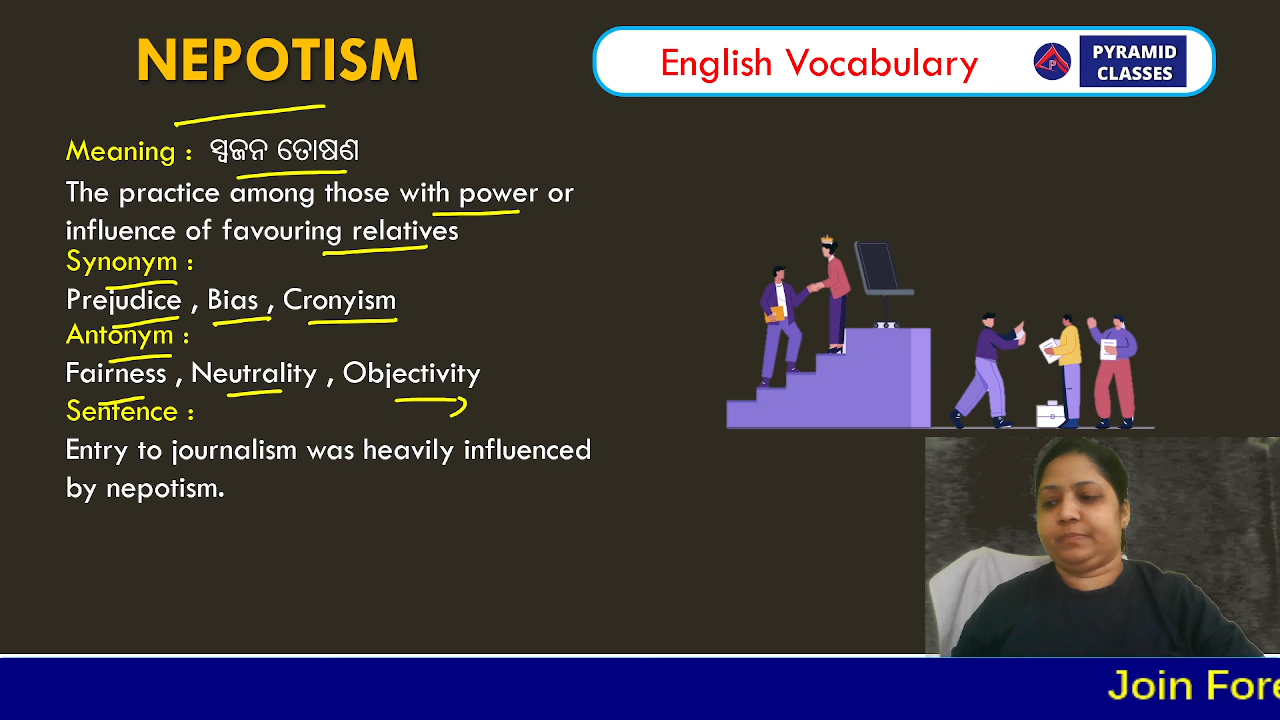 NEPOTISM
English Vocabulary
PYRAMID
CLASSES
Meaning : ସ୍ୱଜନ ତୋଷଣ
The practice among those with power or
influence of favouring relatives
Synonym :
Prejudice , Bias , Cronyism
Antonym :
Fairness , Neutrality , Objectivity
Sentence :
Entry to journalism was heavily influenced
by nepotism.
Join Fore